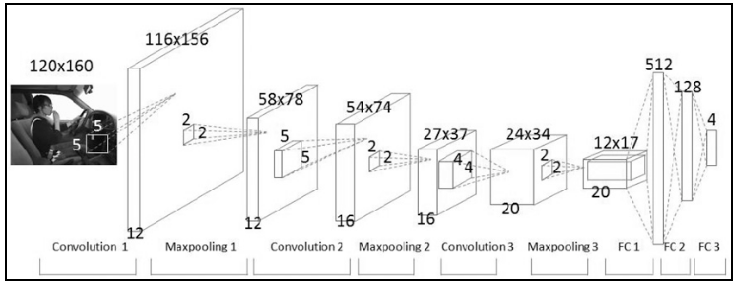 120x160
5
5
116x156
12
2
2
58x78
12
5
5
54x74
16
2
2
27x37
16
4
4
24x34
20
2
2
12x17
20
512
128
4
Convolution 1
Maxpooling 1
Convolution 2
Maxpooling 2
Convolution 3
Maxpooling 3
FC 1
FC 2
FC 3